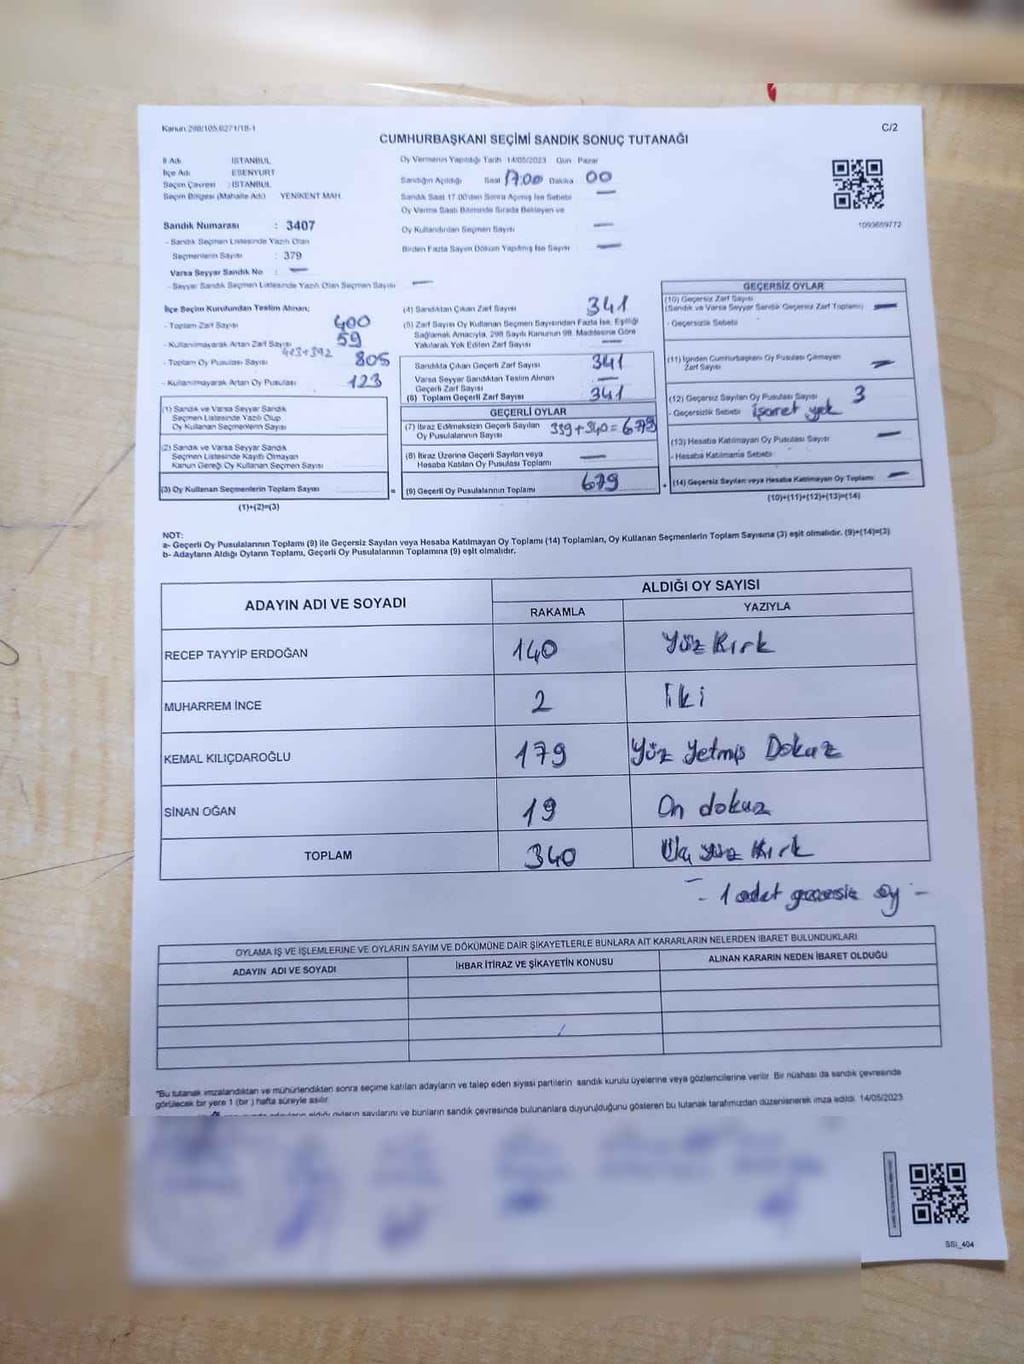 Kanun 298/105,6271/18-1
C/2
CUMHURBAŞKANI SEÇİMİ SANDIK SONUÇ TUTANAĞI
İl Adı İSTANBUL
İlçe Adı ESENYURT
Seçim Çevresi : İSTANBUL
Seçim Bölgesi (Mahalle Adı) YENİKENT MAH.
Sandık Numarası : 3407
- Sandık Seçmen Listesinde Yazılı Olan
Seçmenlerin Sayısı : 379
Varsa Seyyar Sandık No : —
- Seyyar Sandık Seçmen Listesinde Yazılı Olan Seçmen Sayısı —
Oy Vermenin Yapıldığı Tarih 14/05/2023 Gün Pazar
Sandığın Açıldığı Saat 17:00 Dakika 00
Sandık Saat 17.00'den Sonra Açılmış İse Sebebi —
Oy Verme Saati Bitiminde Sırada Bekleyen ve
Oy Kullandırılan Seçmen Sayısı —
Birden Fazla Sayım Döküm Yapılmış İse Sayısı —
1093659772
İlçe Seçim Kurulundan Teslim Alınan;
- Toplam Zarf Sayısı 400
- Kullanılmayarak Artan Zarf Sayısı 59
413+392
- Toplam Oy Pusulası Sayısı 805
- Kullanılmayarak Artan Oy Pusulası 123
(1) Sandık ve Varsa Seyyar Sandık
Seçmen Listesinde Yazılı Olup
Oy Kullanan Seçmenlerin Sayısı
(2) Sandık ve Varsa Seyyar Sandık
Seçmen Listesinde Kayıtlı Olmayan
Kanun Gereği Oy Kullanan Seçmen Sayısı
(3) Oy Kullanan Seçmenlerin Toplam Sayısı
(1)+(2)=(3)
(4) Sandıktan Çıkan Zarf Sayısı 341
(5) Zarf Sayısı Oy Kullanan Seçmen Sayısından Fazla İse, Eşitliği
Sağlamak Amacıyla, 298 Sayılı Kanunun 98. Maddesine Göre
Yakılarak Yok Edilen Zarf Sayısı —
Sandıkta Çıkan Geçerli Zarf Sayısı 341
Varsa Seyyar Sandıktan Teslim Alınan
Geçerli Zarf Sayısı —
(6) Toplam Geçerli Zarf Sayısı 341
GEÇERLİ OYLAR
(7) İtiraz Edilmeksizin Geçerli Sayılan
Oy Pusulalarının Sayısı 339+340=679
(8) İtiraz Üzerine Geçerli Sayılan veya
Hesaba Katılan Oy Pusulası Toplamı —
(9) Geçerli Oy Pusulalarının Toplamı 679
GEÇERSİZ OYLAR
(10) Geçersiz Zarf Sayısı
(Sandık ve Varsa Seyyar Sandık Geçersiz Zarf Toplamı) —
- Geçersizlik Sebebi
(11) İçinden Cumhurbaşkanı Oy Pusulası Çıkmayan
Zarf Sayısı —
(12) Geçersiz Sayılan Oy Pusulası Sayısı 3
- Geçersizlik Sebebi işaret yok
(13) Hesaba Katılmayan Oy Pusulası Sayısı —
- Hesaba Katılmama Sebebi
(14) Geçersiz Sayılan veya Hesaba Katılmayan Oy Toplamı —
(10)+(11)+(12)+(13)=(14)
NOT:
a- Geçerli Oy Pusulalarının Toplamı (9) ile Geçersiz Sayılan veya Hesaba Katılmayan Oy Toplamı (14) Toplamları, Oy Kullanan Seçmenlerin Toplam Sayısına (3) eşit olmalıdır. (9)+(14)=(3)
b- Adayların Aldığı Oyların Toplamı, Geçerli Oy Pusulalarının Toplamına (9) eşit olmalıdır.
ADAYIN ADI VE SOYADI ALDIĞI OY SAYISI
RAKAMLA YAZIYLA
RECEP TAYYİP ERDOĞAN 140 Yüz Kırk
MUHARREM İNCE 2 İki
KEMAL KILIÇDAROĞLU 179 Yüz Yetmiş Dokuz
SİNAN OĞAN 19 On dokuz
TOPLAM 340 Üç yüz Kırk
- 1 adet geçersiz oy -
OYLAMA İŞ VE İŞLEMLERİNE VE OYLARIN SAYIM VE DÖKÜMÜNE DAİR ŞİKAYETLERLE BUNLARA AİT KARARLARIN NELERDEN İBARET BULUNDUKLARI
ADAYIN ADI VE SOYADI İHBAR İTİRAZ VE ŞİKAYETİN KONUSU ALINAN KARARIN NEDEN İBARET OLDUĞU
"Bu tutanak imzalandıktan ve mühürlendikten sonra seçime katılan adayların ve talep eden siyasi partilerin sandık kurulu üyelerine veya gözlemcilerine verilir. Bir nüshası da sandık çevresinde
görülecek bir yere 1 (bir) hafta süreyle asılır.
aldığı oyların sayılarını ve bunların sandık çevresinde bulunanlara duyurulduğunu gösteren bu tutanak tarafımızdan düzenlenerek imza edildi. 14/05/2023
SSI_404